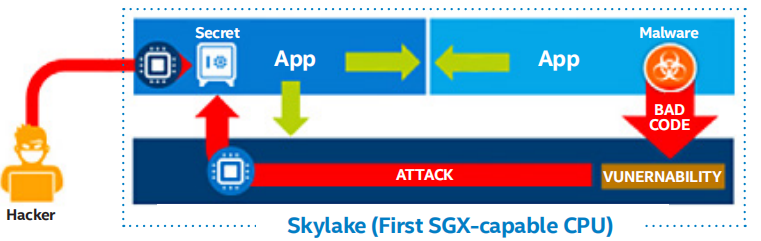 Secret
App
App
Malware
BAD
CODE
ATTACK
VUNERNABILITY
Hacker
Skylake (First SGX-capable CPU)